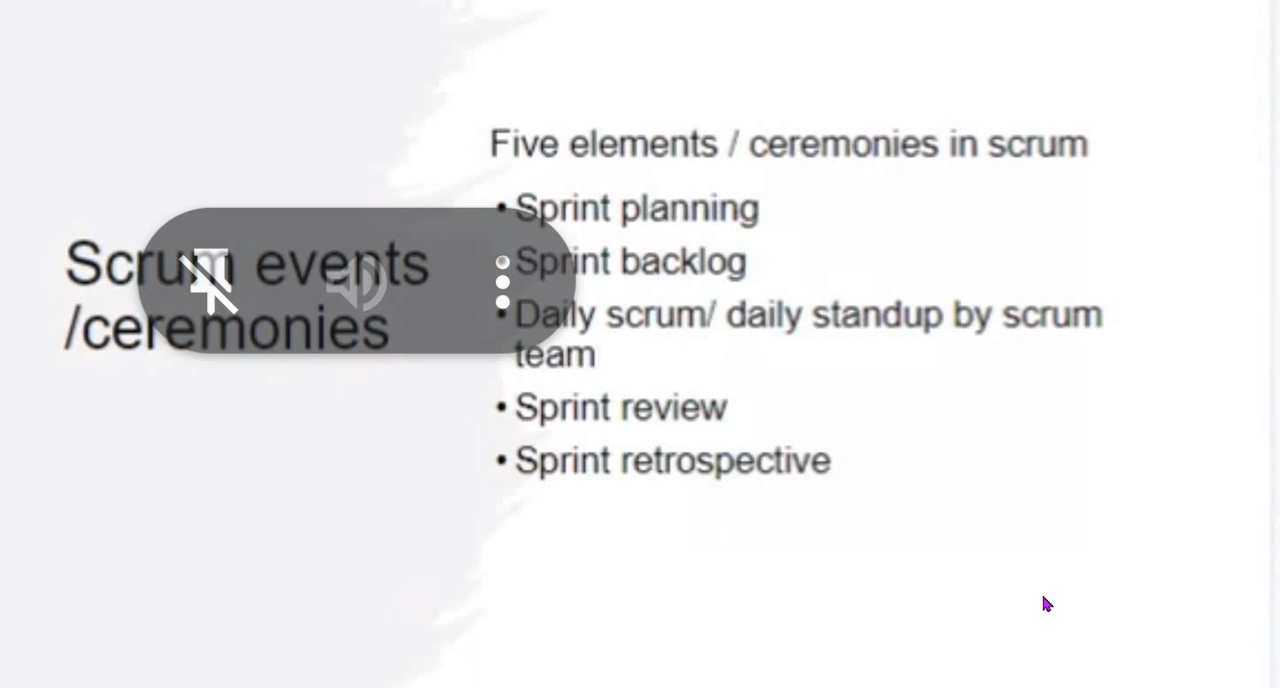 Scrum events
/ceremonies
Five elements / ceremonies in scrum
• Sprint planning
• Sprint backlog
• Daily scrum/ daily standup by scrum
team
• Sprint review
• Sprint retrospective